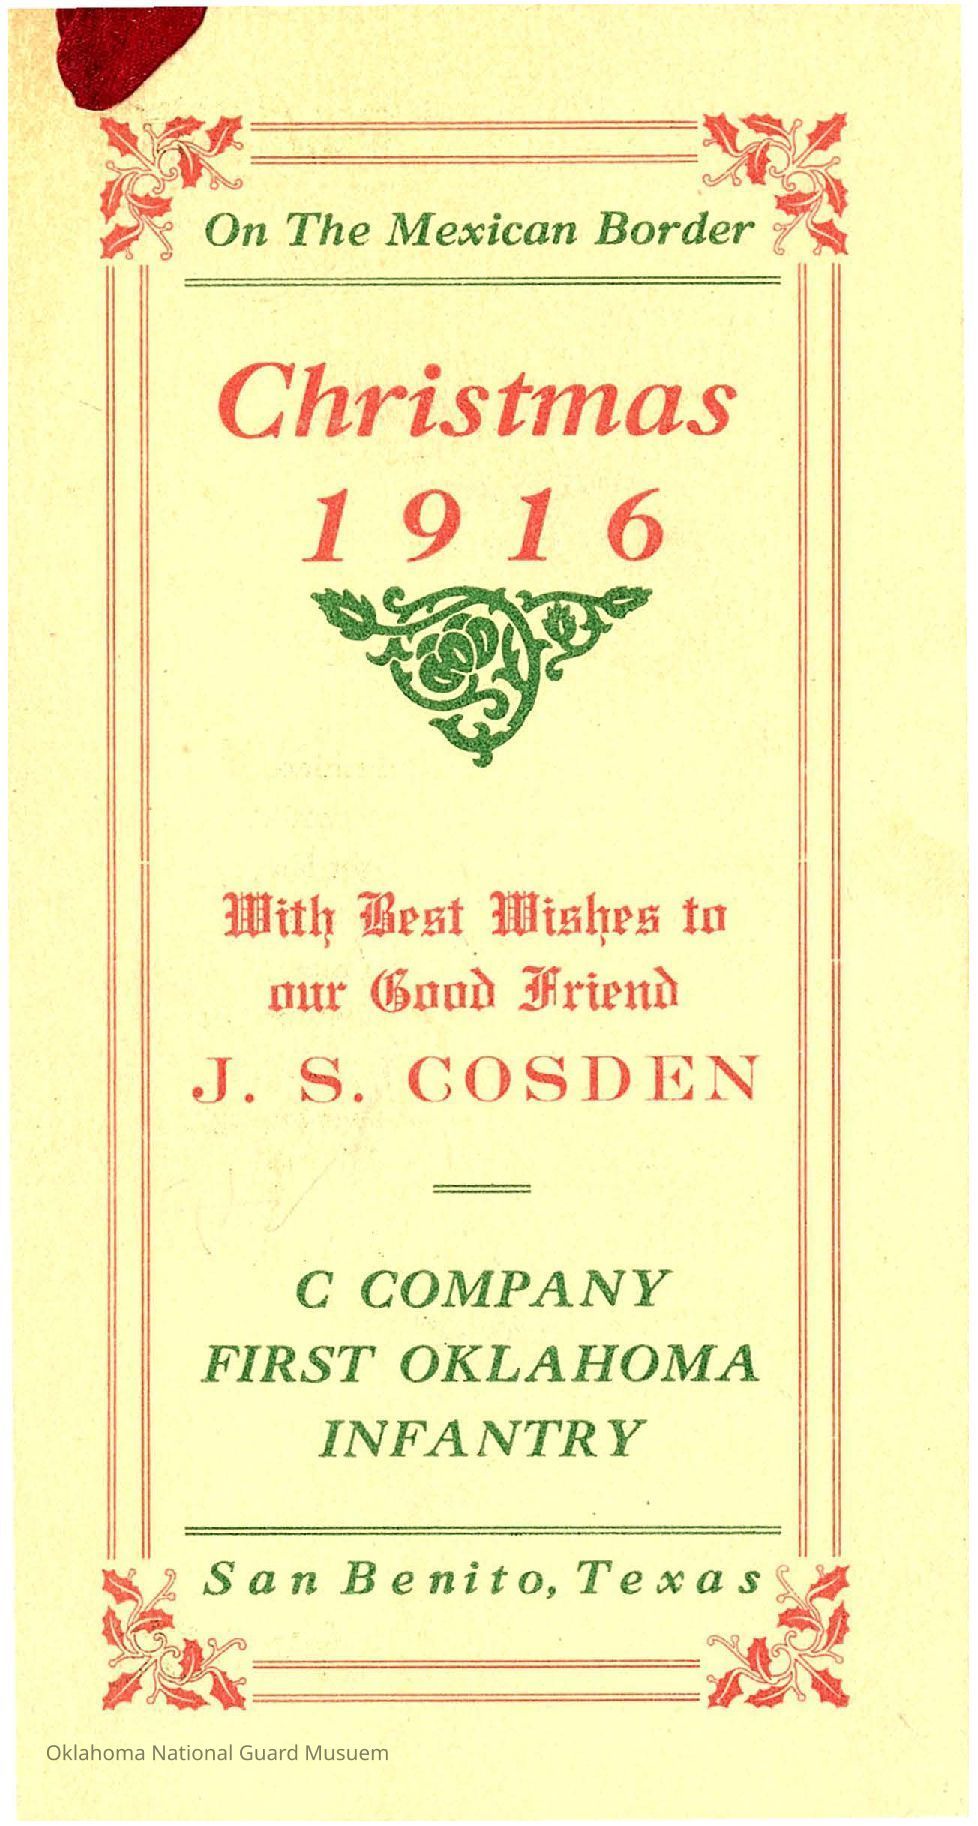 On The Mexican Border
Christmas
1916
With Best Wishes to
our Good Friend
J. S. COSDEN
C COMPANY
FIRST OKLAHOMA
INFANTRY
San Benito, Texas
Oklahoma National Guard Musuem